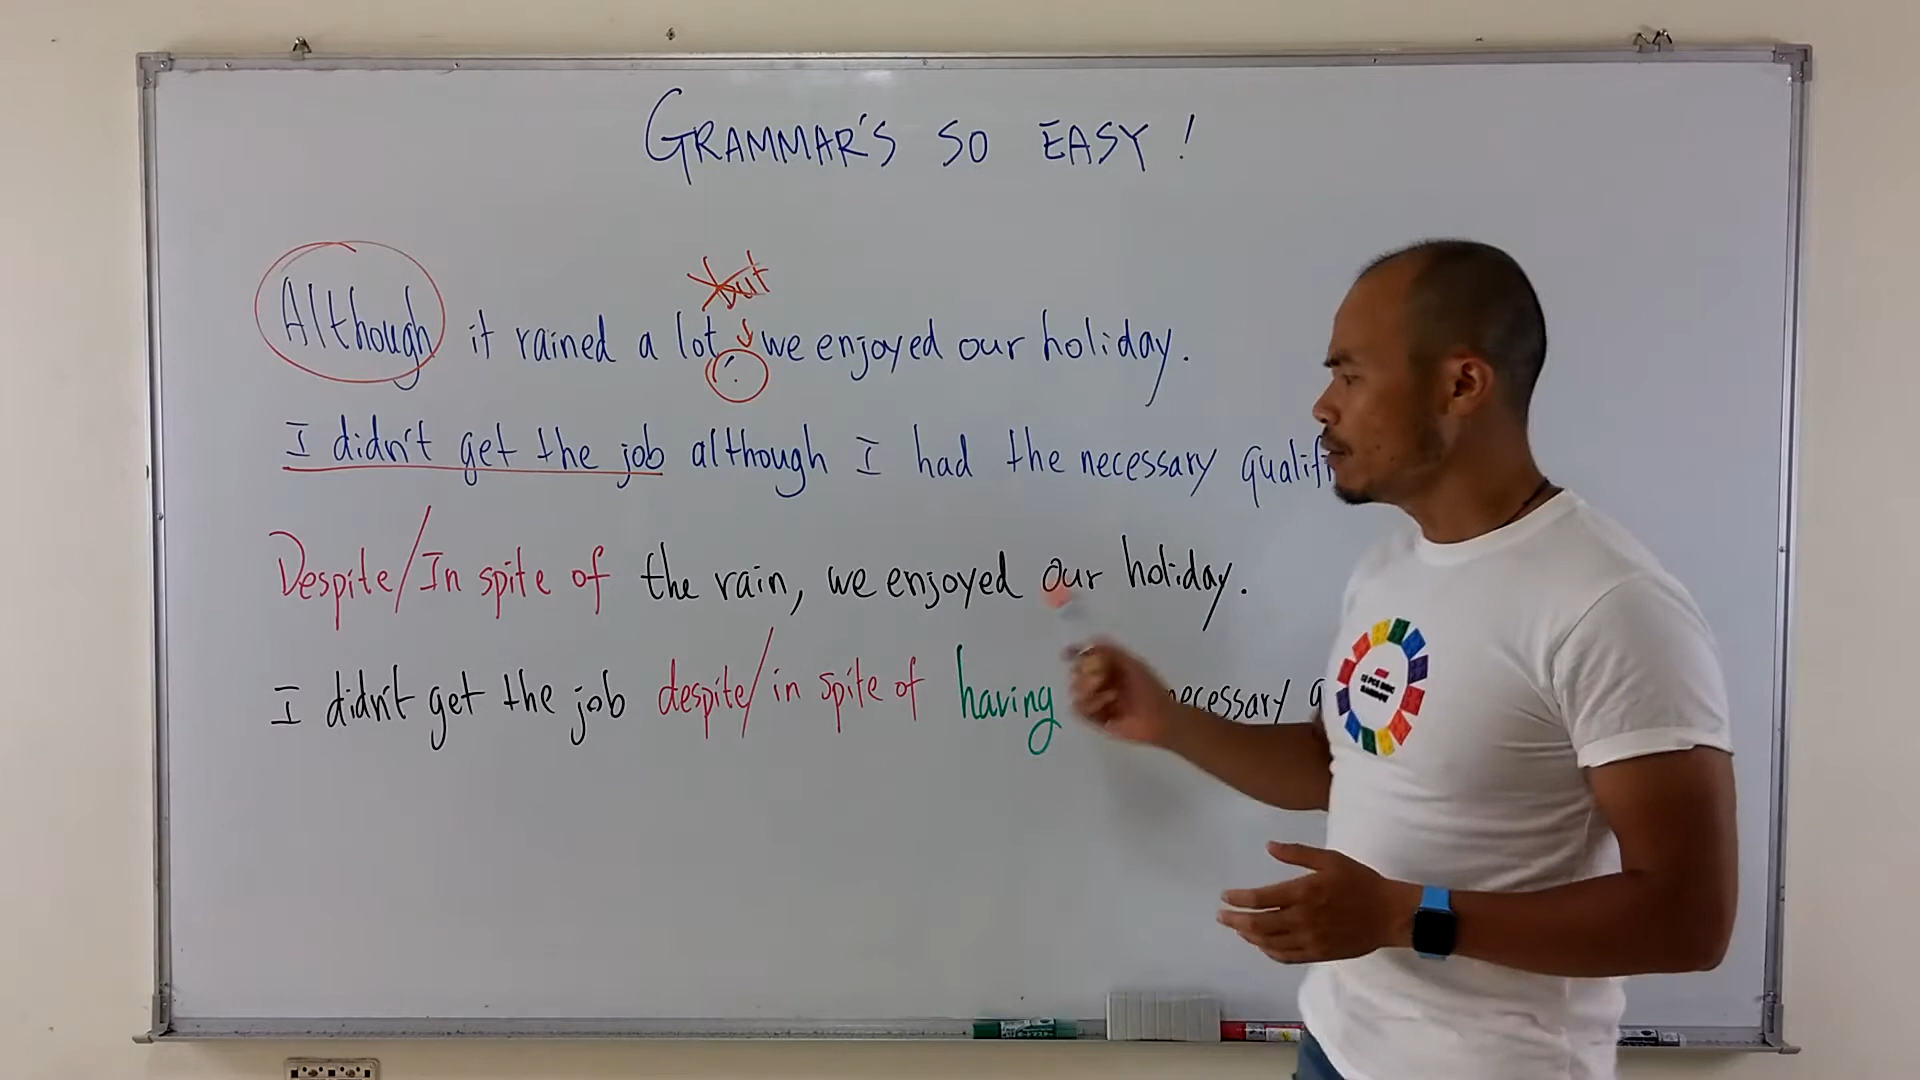 GRAMMAR'S SO EASY!
but
Although it rained a lot, we enjoyed our holiday.
I didn't get the job although I had the necessary qualifi
Despite/In spite of the rain, we enjoyed our holiday.
I didn't get the job despite/in spite of having necessary q